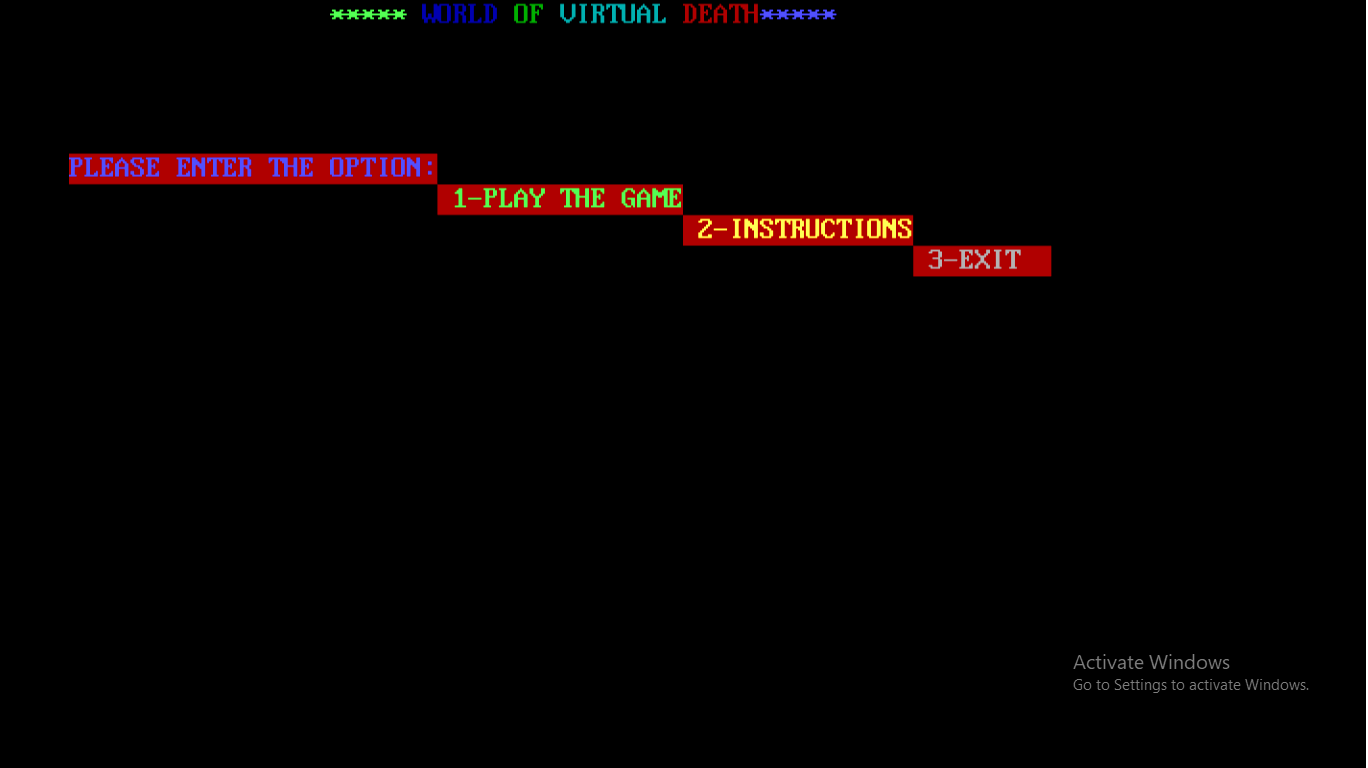 ***** WORLD OF VIRTUAL DEATH*****
PLEASE ENTER THE OPTION:
1-PLAY THE GAME
2-INSTRUCTIONS
3-EXIT
Activate Windows
Go to Settings to activate Windows.